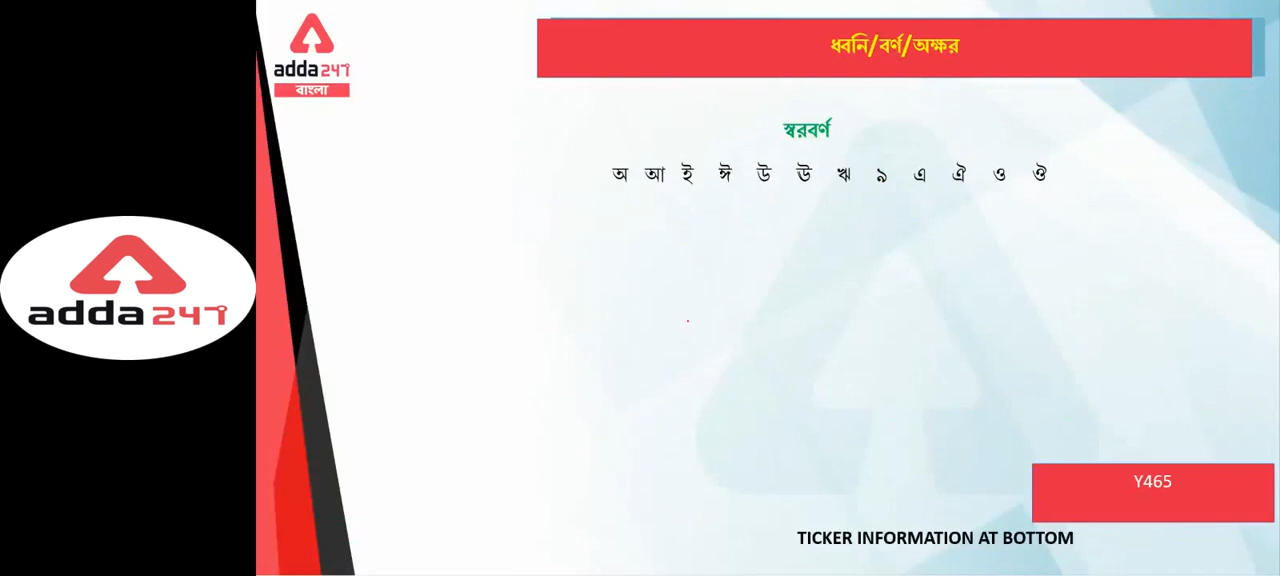 adda247
বাংলা
ধ্বনি/বর্ণ/অক্ষর
স্বরবর্ণ
অ আ ই ঈ উ ঊ ঋ ৯ এ ঐ ও ঔ
adda247
Y465
TICKER INFORMATION AT BOTTOM